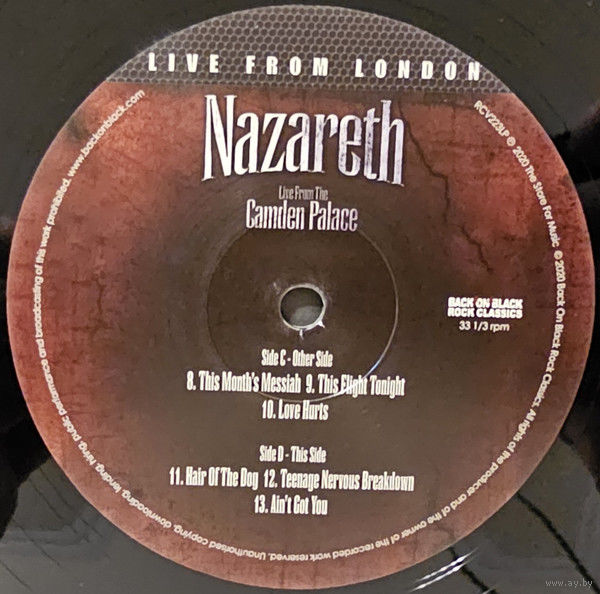 LIVE FROM LONDON
Nazareth
Live From The
Camden Palace
BACK ON BLACK
ROCK CLASSICS
33 1/3 rpm
Side C - Other Side
8. This Month's Messiah 9. This Flight Tonight
10. Love Hurts
Side D - This Side
11. Hair Of The Dog 12. Teenage Nervous Breakdown
13. Ain't Got You
RCV223LP ℗ 2020 The Store For Music. © 2020 Back On Black Rock Classics. All rights of the producer and of the owner of the recorded work reserved. Unauthorised copying, downloading, lending, hiring, public performance and broadcasting of this work prohibited. www.backonblack.com
www.ay.by